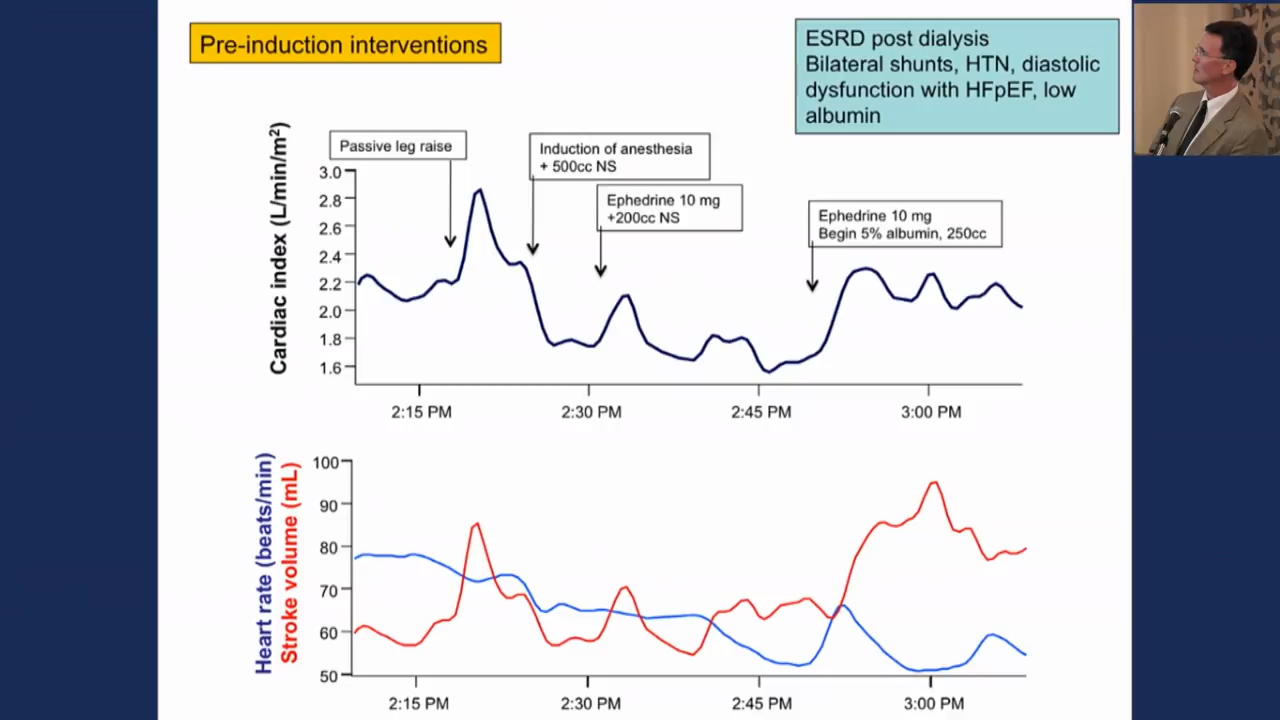 Pre-induction interventions
ESRD post dialysis
Bilateral shunts, HTN, diastolic
dysfunction with HFpEF, low
albumin
Cardiac index (L/min/m²)
Passive leg raise
Induction of anesthesia
+ 500cc NS
Ephedrine 10 mg
+200cc NS
Ephedrine 10 mg
Begin 5% albumin, 250cc
3.0
2.8
2.6
2.4
2.2
2.0
1.8
1.6
2:15 PM
2:30 PM
2:45 PM
3:00 PM
Heart rate (beats/min)
Stroke volume (mL)
100
90
80
70
60
50
2:15 PM
2:30 PM
2:45 PM
3:00 PM